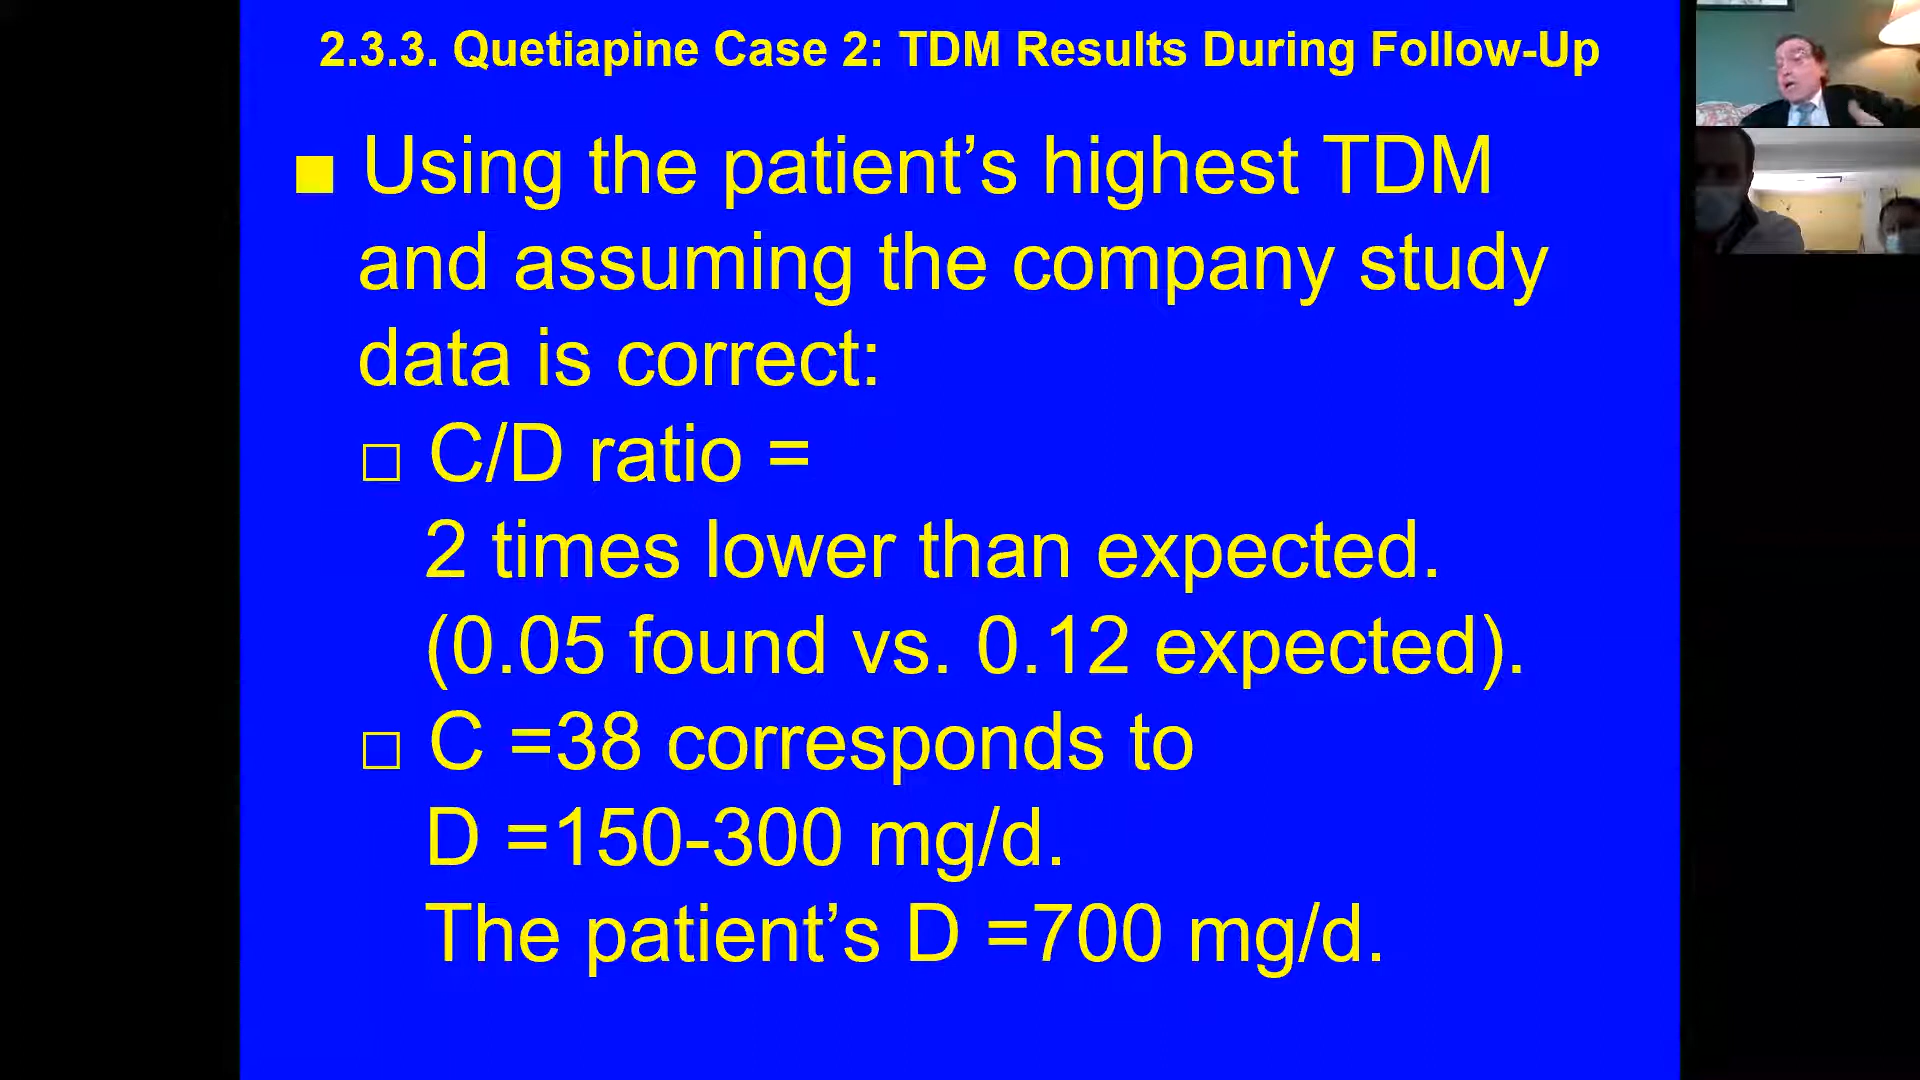 2.3.3. Quetiapine Case 2: TDM Results During Follow-Up
Using the patient’s highest TDM
and assuming the company study
data is correct:
C/D ratio =
2 times lower than expected.
(0.05 found vs. 0.12 expected).
C =38 corresponds to
D =150-300 mg/d.
The patient’s D =700 mg/d.